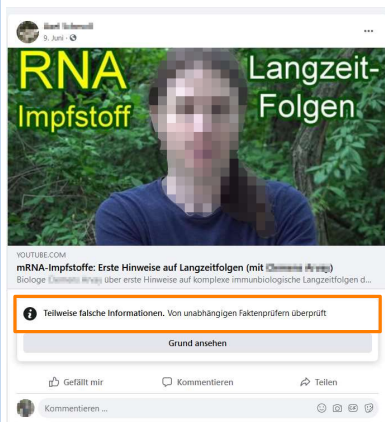 9. Juni
RNA
Impfstoff
Langzeit-
Folgen
YOUTUBE.COM
mRNA-Impfstoffe: Erste Hinweise auf Langzeitfolgen (mit
Biologe über erste Hinweise auf komplexe immunbiologische Langzeitfolgen d...
Teilweise falsche Informationen. Von unabhängigen Faktenprüfern überprüft
Grund ansehen
Gefällt mir Kommentieren Teilen
Kommentieren ...